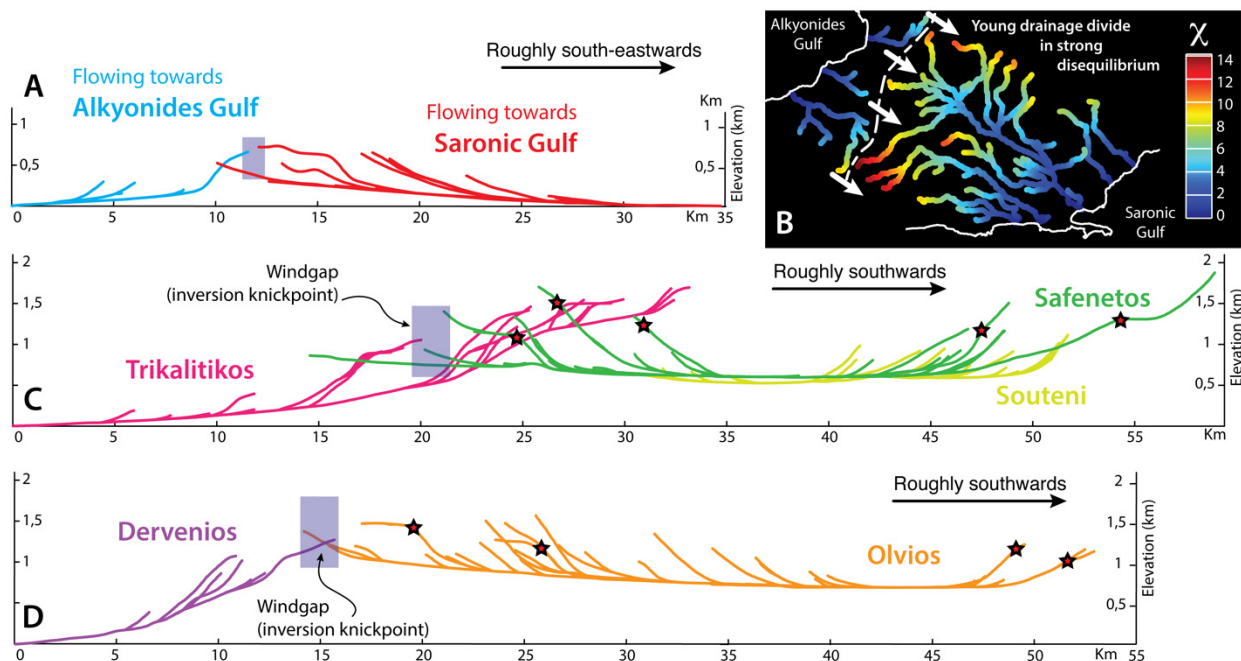 A
Flowing towards
Alkyonides Gulf
Roughly south-eastwards
Flowing towards
Saronic Gulf
1
0,5
0
5
10
15
20
25
30
35
Km
Km
1
0,5
Elevation (km)
B
Alkyonides
Gulf
Young drainage divide
in strong
disequilibrium
Saronic
Gulf
χ
14
12
10
8
6
4
2
0
C
Windgap
(inversion knickpoint)
Roughly southwards
Safenetos
Trikalitikos
Souteni
2
1,5
1
0
5
10
15
20
25
30
35
40
45
50
55
Km
2
1,5
1
0,5
Elevation (km)
D
Dervenios
Windgap
(inversion knickpoint)
Roughly southwards
Olvios
2
1,5
1
0
5
10
15
20
25
30
35
40
45
50
55
Km
2
1,5
1
0,5
Elevation (km)